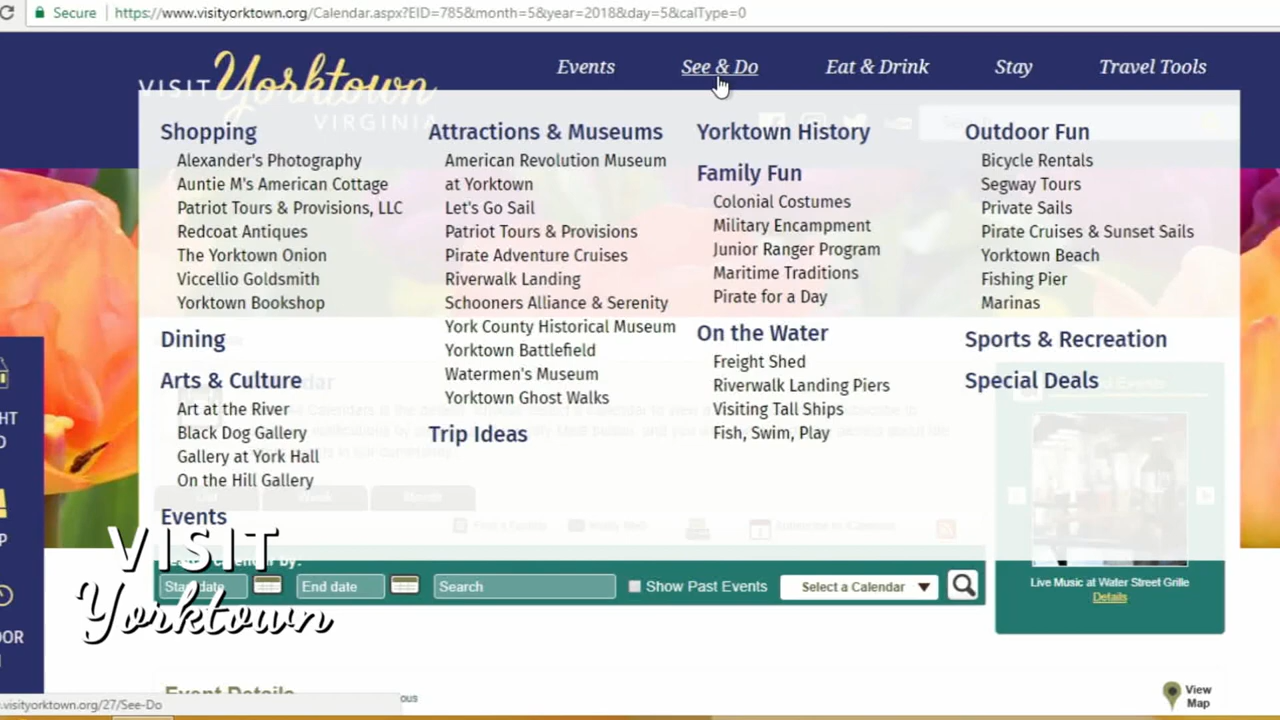 Secure https://www.visityorktown.org/Calendar.aspx?EID=785&month=5&year=2018&day=5&calType=0
VISIT Yorktown
VIRGINIA
Events See & Do Eat & Drink Stay Travel Tools
Shopping
Alexander's Photography
Auntie M's American Cottage
Patriot Tours & Provisions, LLC
Redcoat Antiques
The Yorktown Onion
Viccellio Goldsmith
Yorktown Bookshop
Dining
Arts & Culture
Art at the River
Black Dog Gallery
Gallery at York Hall
On the Hill Gallery
Events
Attractions & Museums
American Revolution Museum
at Yorktown
Let's Go Sail
Patriot Tours & Provisions
Pirate Adventure Cruises
Riverwalk Landing
Schooners Alliance & Serenity
York County Historical Museum
Yorktown Battlefield
Watermen's Museum
Yorktown Ghost Walks
Trip Ideas
Yorktown History
Family Fun
Colonial Costumes
Military Encampment
Junior Ranger Program
Maritime Traditions
Pirate for a Day
On the Water
Freight Shed
Riverwalk Landing Piers
Visiting Tall Ships
Fish, Swim, Play
Outdoor Fun
Bicycle Rentals
Segway Tours
Private Sails
Pirate Cruises & Sunset Sails
Yorktown Beach
Fishing Pier
Marinas
Sports & Recreation
Special Deals
Start date End date Search Show Past Events Select a Calendar
Live Music at Water Street Grille
Details
VISIT
Yorktown
Event Details
View
Map
.visityorktown.org/27/See-Do